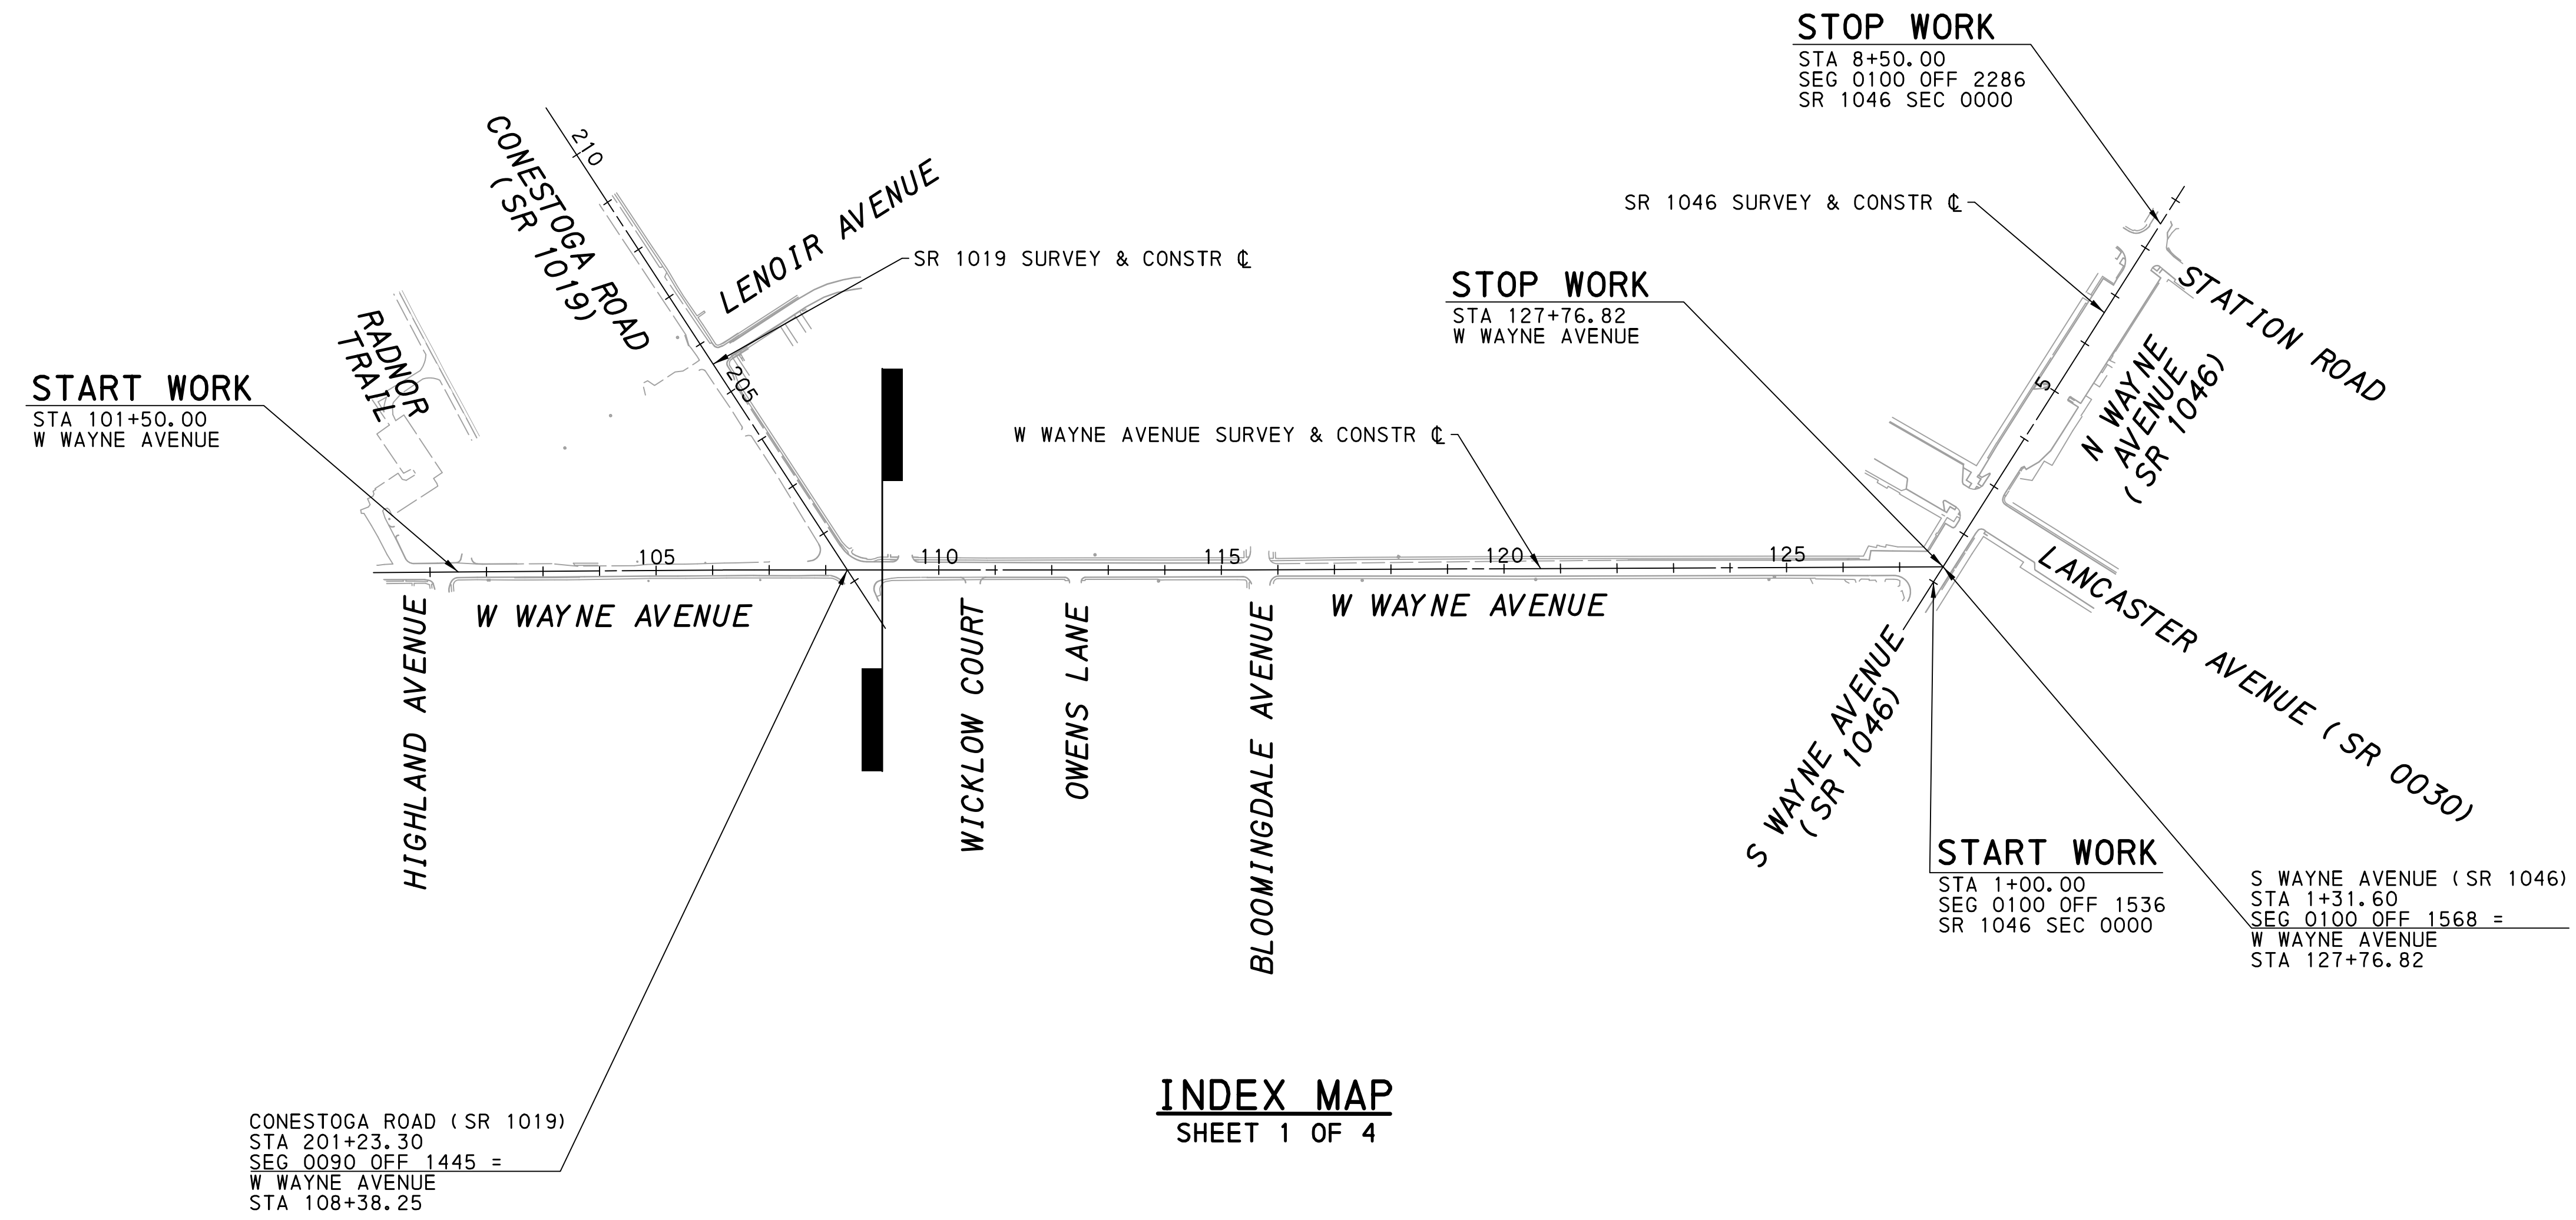 STOP WORK
STA 8+50.00
SEG 0100 OFF 2286
SR 1046 SEC 0000
210
CONESTOGA ROAD
(SR 1019)
LENOIR AVENUE
SR 1046 SURVEY & CONSTR ℄
SR 1019 SURVEY & CONSTR ℄
STOP WORK
STA 127+76.82
W WAYNE AVENUE
STATION ROAD
RADNOR
TRAIL
START WORK
STA 101+50.00
W WAYNE AVENUE
205
5
N WAYNE
AVENUE
(SR 1046)
W WAYNE AVENUE SURVEY & CONSTR ℄
105
110
115
120
125
LANCASTER AVENUE (SR 0030)
HIGHLAND AVENUE
W WAYNE AVENUE
WICKLOW COURT
OWENS LANE
BLOOMINGDALE AVENUE
W WAYNE AVENUE
S WAYNE AVENUE
(SR 1046)
START WORK
STA 1+00.00
SEG 0100 OFF 1536
SR 1046 SEC 0000
S WAYNE AVENUE (SR 1046)
STA 1+31.60
SEG 0100 OFF 1568 =
W WAYNE AVENUE
STA 127+76.82
INDEX MAP
SHEET 1 OF 4
CONESTOGA ROAD (SR 1019)
STA 201+23.30
SEG 0090 OFF 1445 =
W WAYNE AVENUE
STA 108+38.25